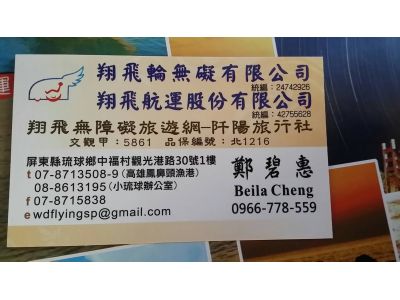 翔飛輪無礙有限公司
統編：24742926
翔飛航運股份有限公司
統編：42755628
翔飛無障礙旅遊網-阡陽旅行社
交觀甲：5861 品保編號：北1216
屏東縣琉球鄉中福村觀光港路30號1樓
t 07-8713508-9 (高雄鳳鼻頭漁港)
08-8613195 (小琉球辦公室)
f 07-8715838
e wdflyingsp@gmail.com
鄭碧惠
Beila Cheng
0966-778-559